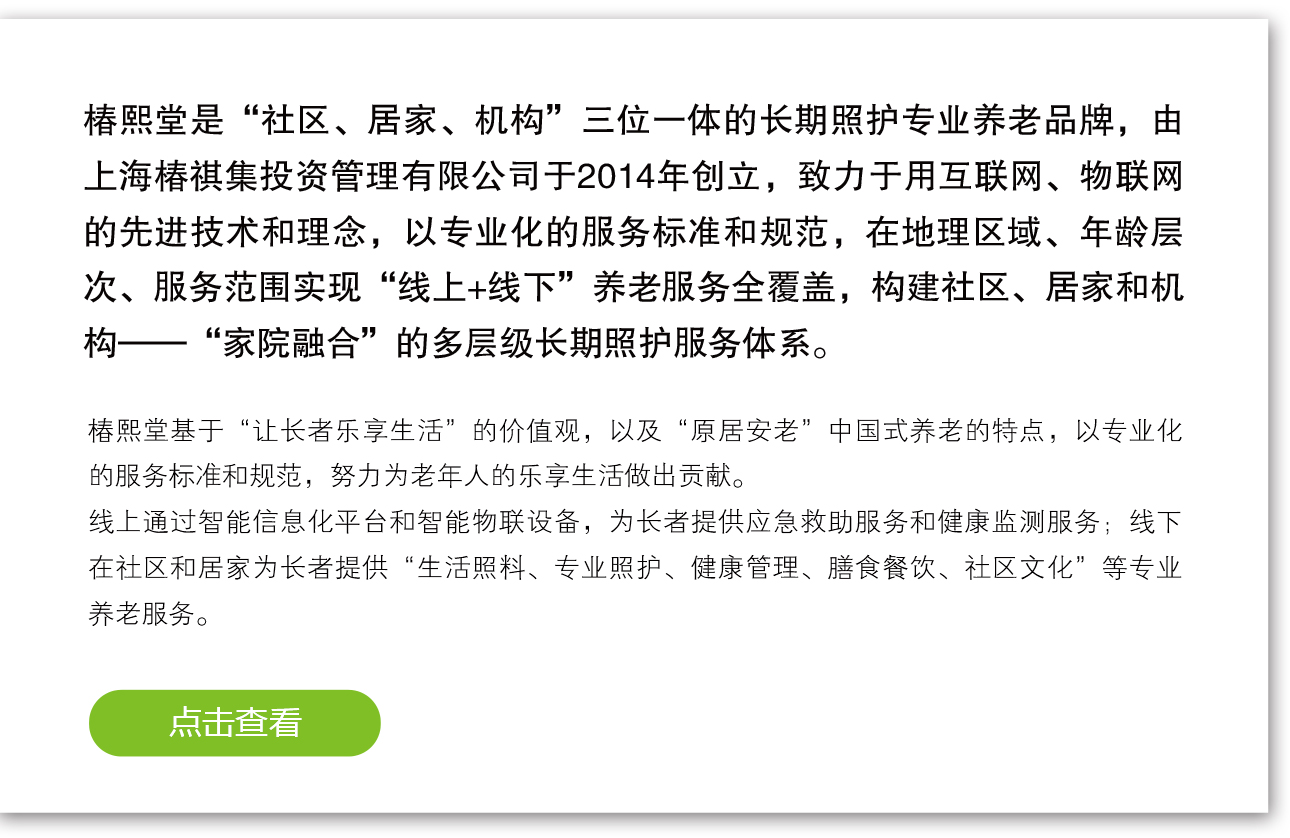 椿熙堂是“社区、居家、机构”三位一体的长期照护专业养老品牌，由
上海椿祺集投资管理有限公司于2014年创立，致力于用互联网、物联网
的先进技术和理念，以专业化的服务标准和规范，在地理区域、年龄层
次、服务范围实现“线上+线下”养老服务全覆盖，构建社区、居家和机
构——“家院融合”的多层级长期照护服务体系。
椿熙堂基于“让长者乐享生活”的价值观，以及“原居安老”中国式养老的特点，以专业化
的服务标准和规范，努力为老年人的乐享生活做出贡献。
线上通过智能信息化平台和智能物联设备，为长者提供应急救助服务和健康监测服务；线下
在社区和居家为长者提供“生活照料、专业照护、健康管理、膳食餐饮、社区文化”等专业
养老服务。
点击查看